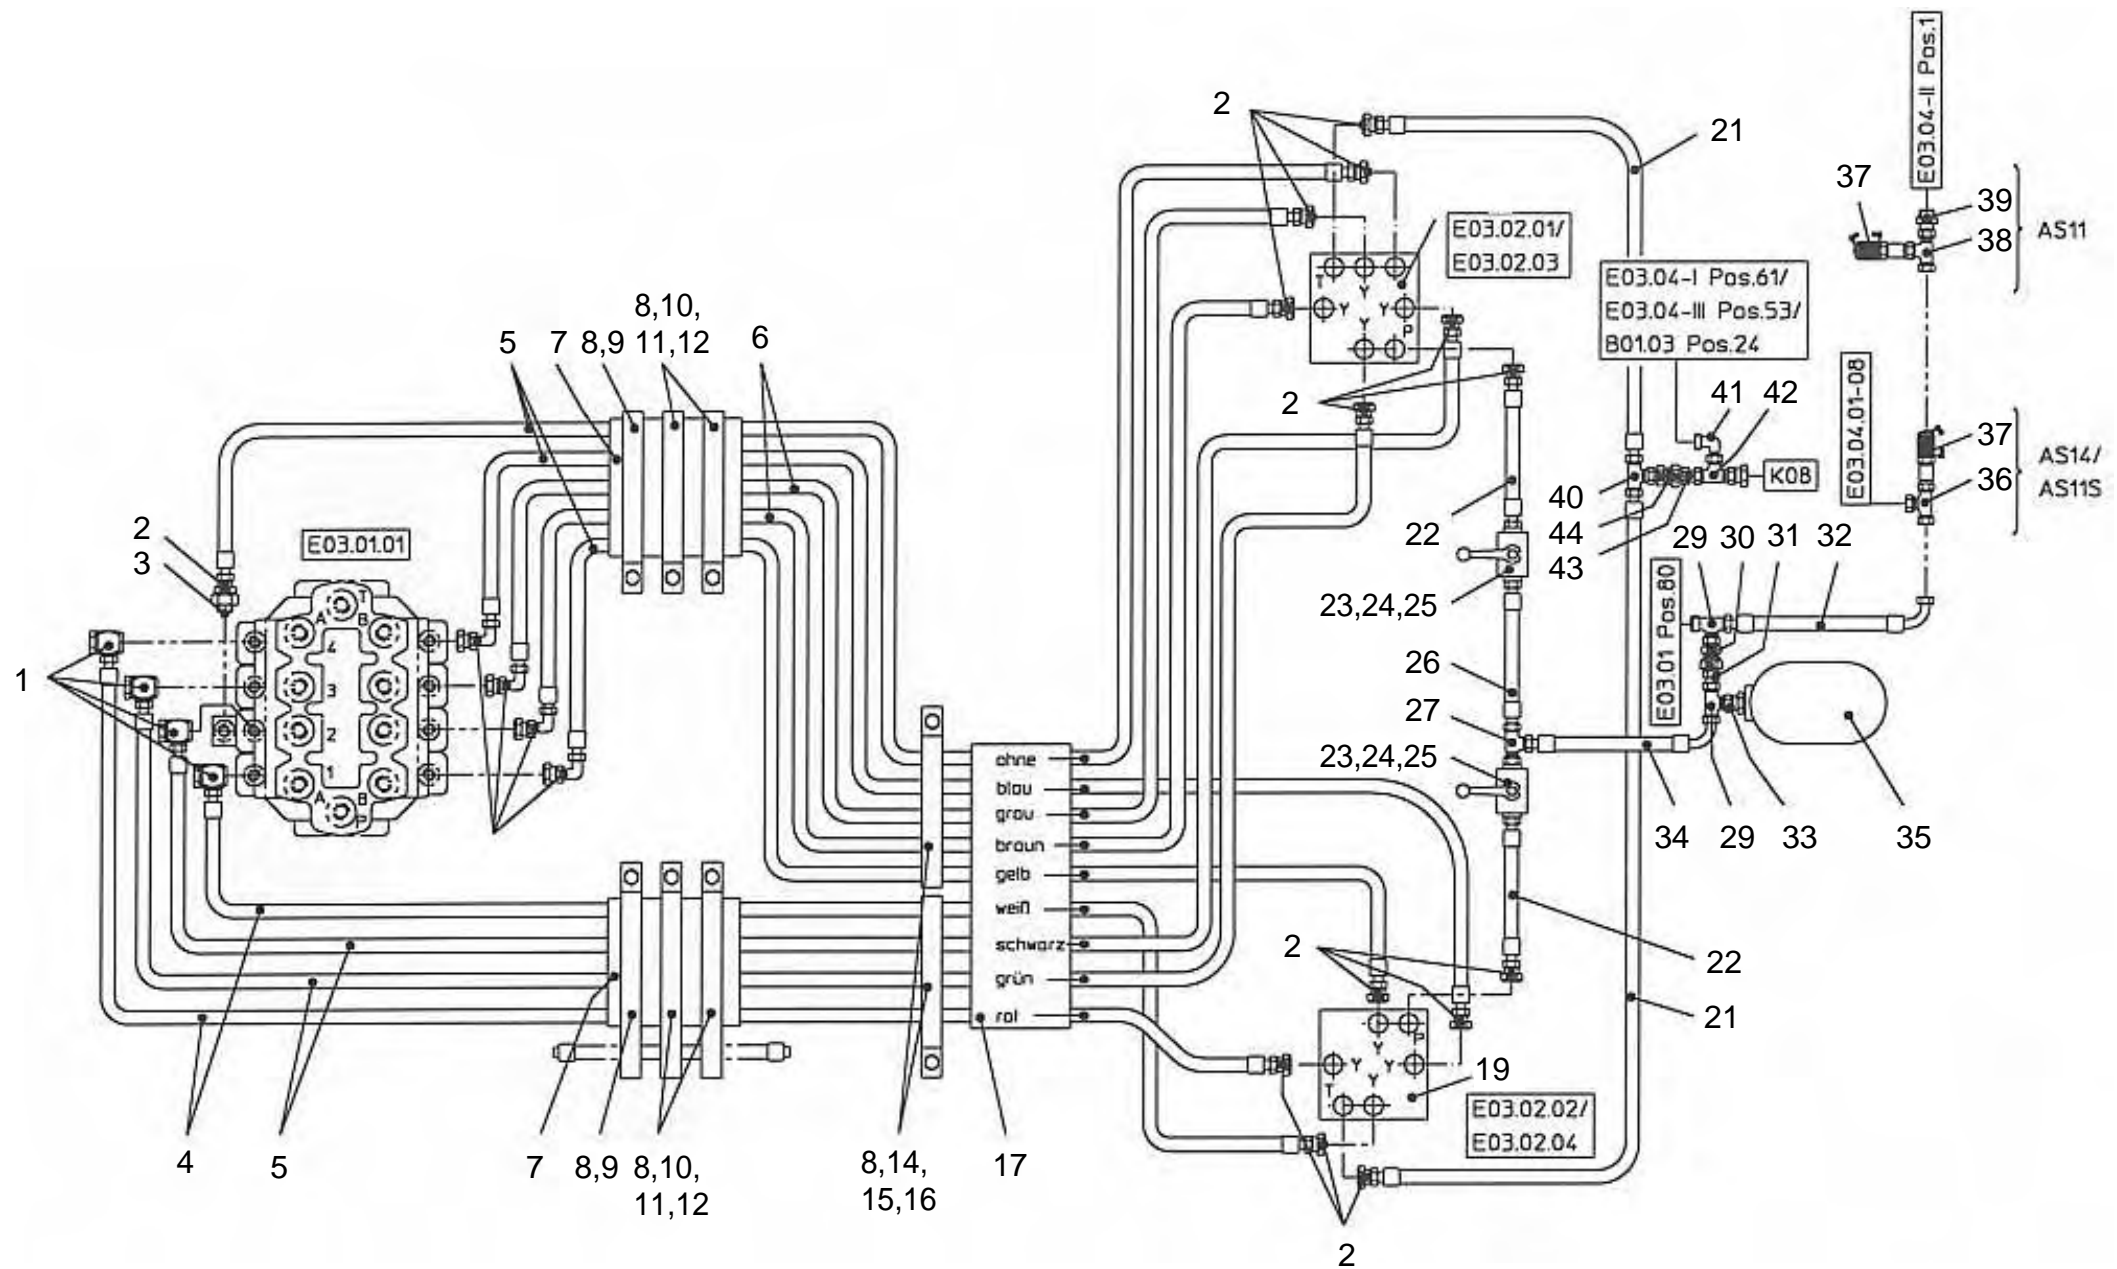 E03.04-II Pos.1
2
21
37
39
38
AS11
E03.02.01/
E03.02.03
E03.04-I Pos.61/
E03.04-III Pos.53/
B01.03 Pos.24
T
Y
Y
Y
Y
P
5
7
8,9
8,10,
11,12
6
2
41
42
K08
E03.04.01-08
37
36
AS14/
AS11S
40
44
43
22
2
3
E03.01.01
23,24,25
29
30
31
32
E03.01 Pos.80
1
T
A
B
4
3
2
1
A
B
P
26
27
23,24,25
34
29
33
35
ohne
blau
grau
braun
gelb
weiß
schwarz
grün
rot
2
22
21
P
Y
Y
Y
Y
T
19
E03.02.02/
E03.02.04
4
5
7
8,9
8,10,
11,12
8,14,
15,16
17
2